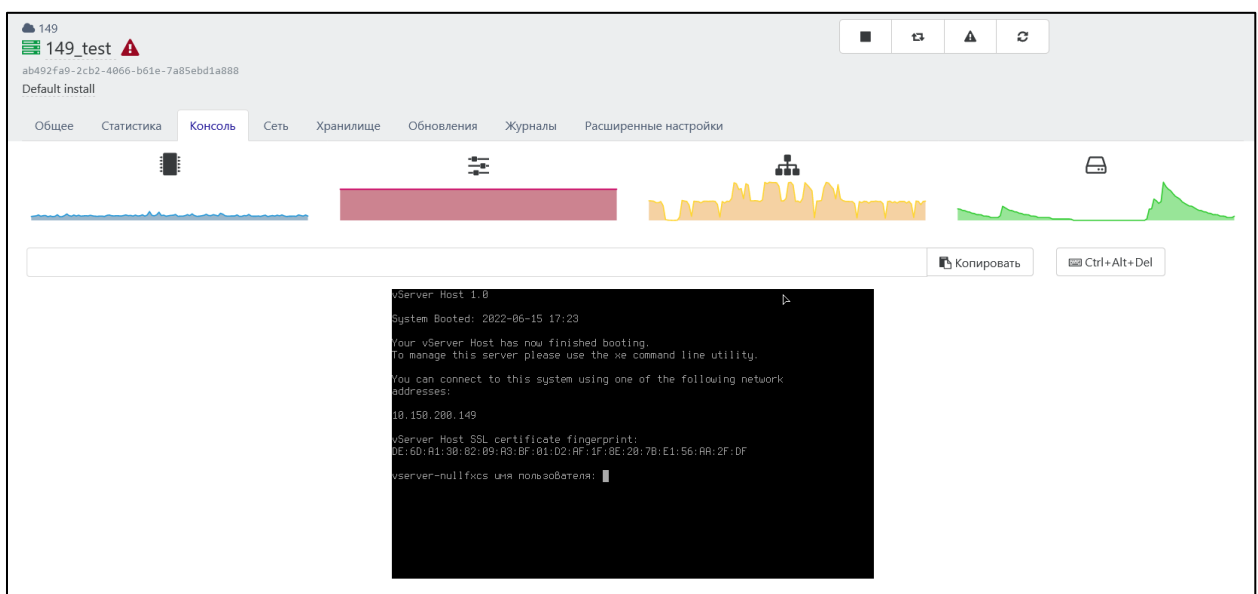 149
149_test
ab492fa9-2cb2-4066-b61e-7a85ebd1a888
Default install
Общее Статистика Консоль Сеть Хранилище Обновления Журналы Расширенные настройки
Копировать Ctrl+Alt+Del
vServer Host 1.0
System Booted: 2022-06-15 17:23
Your vServer Host has now finished booting.
To manage this server please use the xe command line utility.
You can connect to this system using one of the following network
addresses:
10.150.200.149
vServer Host SSL certificate fingerprint:
DE:6D:A1:30:82:09:A3:BF:01:D2:AF:1F:8E:20:7B:E1:56:AA:2F:DF
vserver-nullfxcs имя пользователя: